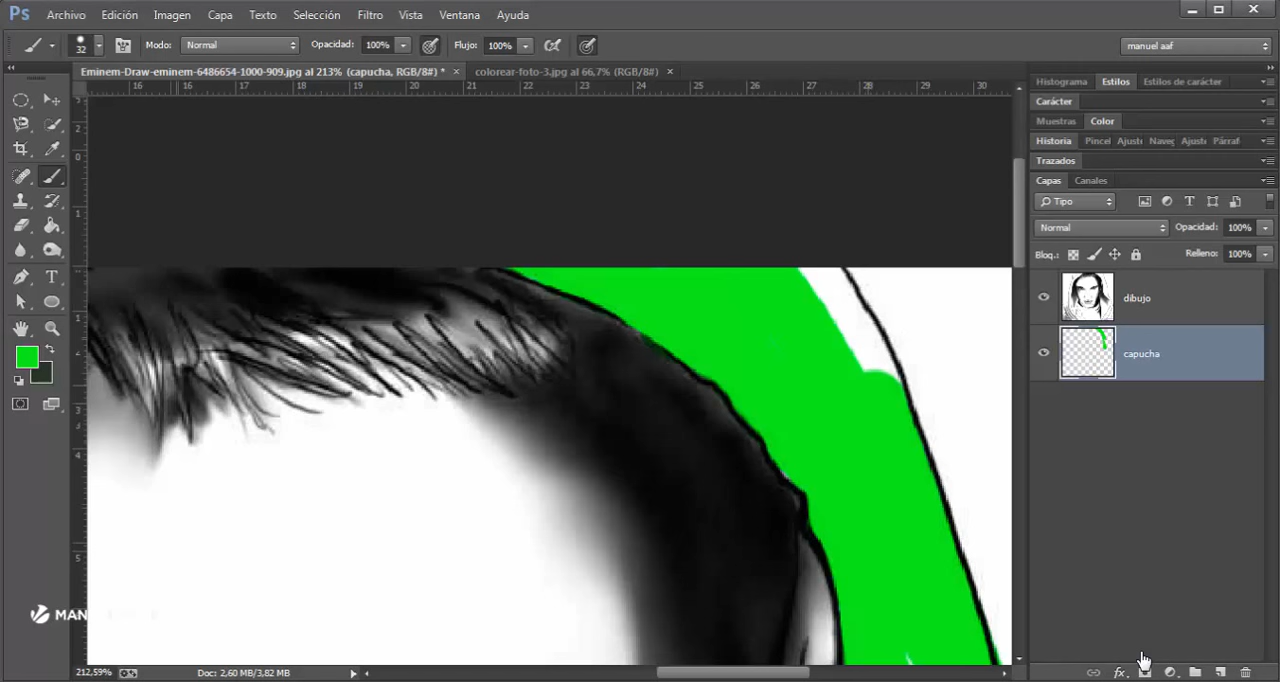 Ps Archivo Edición Imagen Capa Texto Selección Filtro Vista Ventana Ayuda
32 Modo: Normal Opacidad: 100% Flujo: 100% manuel aaf
Eminem-Draw-eminem-6486654-1000-909.jpg al 213% (capucha, RGB/8#) * × colorear-foto-3.jpg al 66,7% (RGB/8#) ×
16 16 18 19 20 21 22 23 24 25 26 27 28 29 30
Histograma Estilos Estilos de carácter
Carácter
Muestras Color
Historia Pincel Ajust Naveg Ajust Párraf
Trazados
Capas Canales
Tipo
Normal Opacidad: 100%
Bloq.: Relleno: 100%
dibujo
capucha
MAN
212,59% Doc: 2,60 MB/3,82 MB